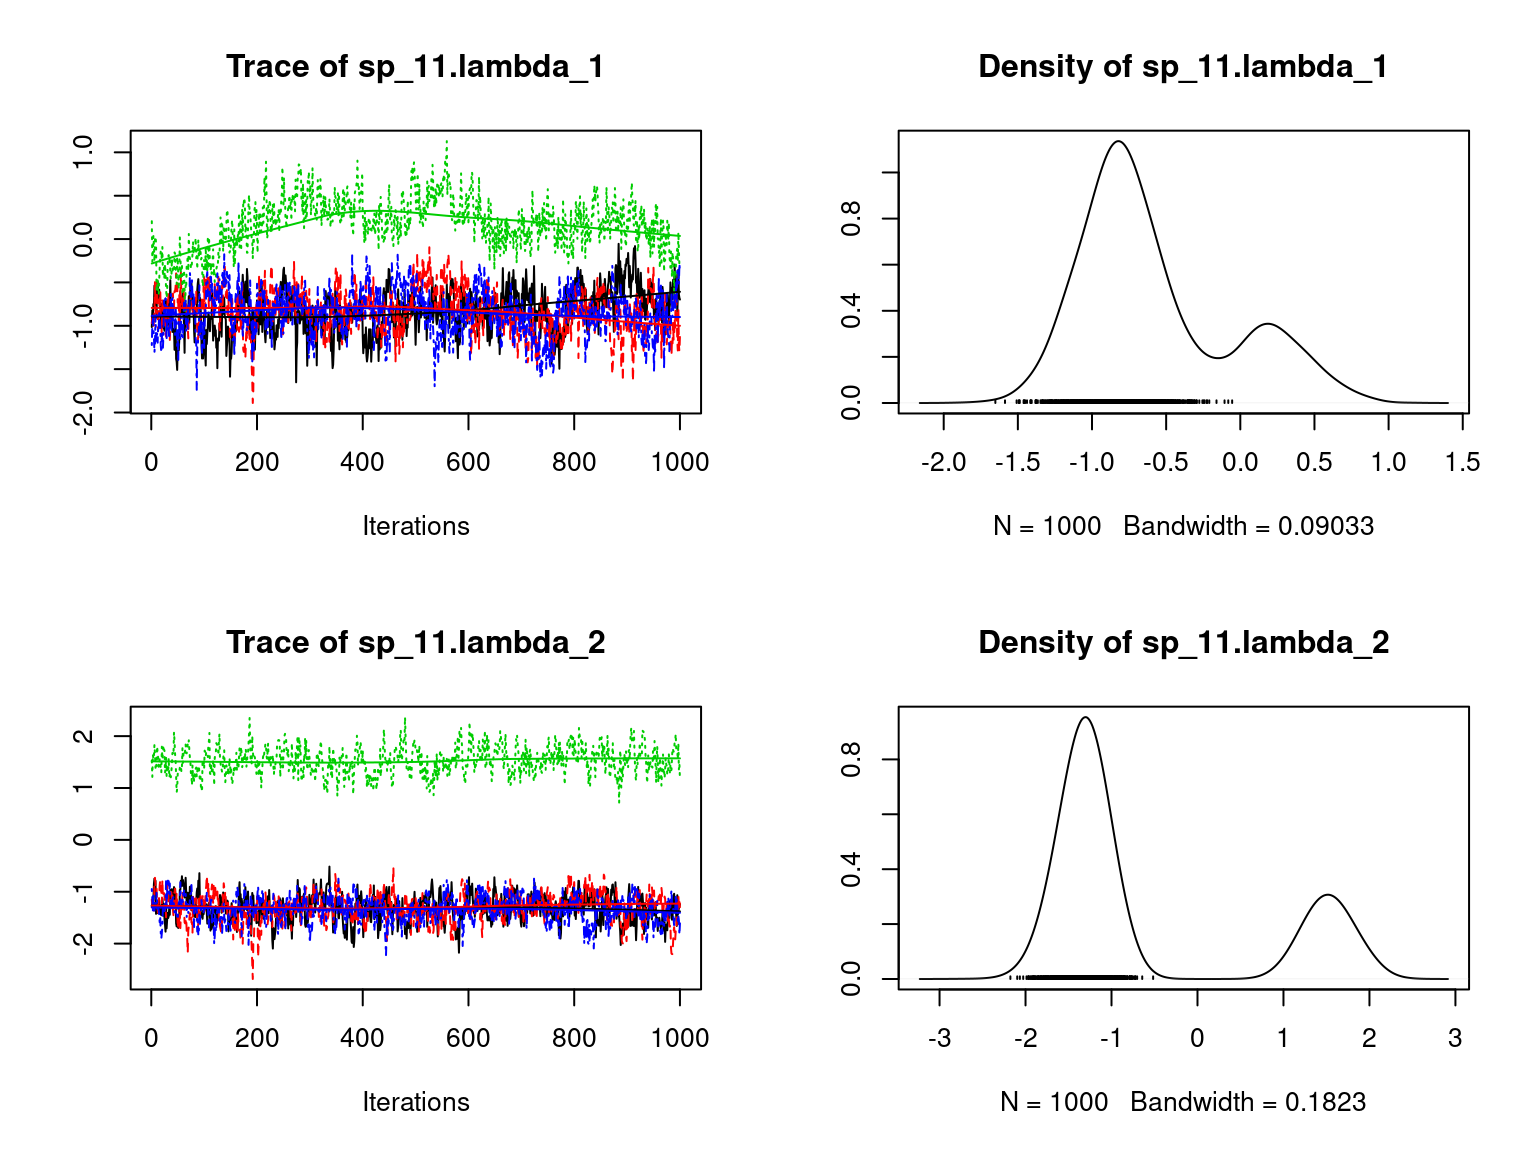 Trace of sp_11.lambda_1
1.0
0.0
-1.0
-2.0
0 200 400 600 800 1000
Iterations
Density of sp_11.lambda_1
0.8
0.4
0.0
-2.0 -1.5 -1.0 -0.5 0.0 0.5 1.0 1.5
N = 1000 Bandwidth = 0.09033
Trace of sp_11.lambda_2
2
1
0
-1
-2
0 200 400 600 800 1000
Iterations
Density of sp_11.lambda_2
0.8
0.4
0.0
-3 -2 -1 0 1 2 3
N = 1000 Bandwidth = 0.1823